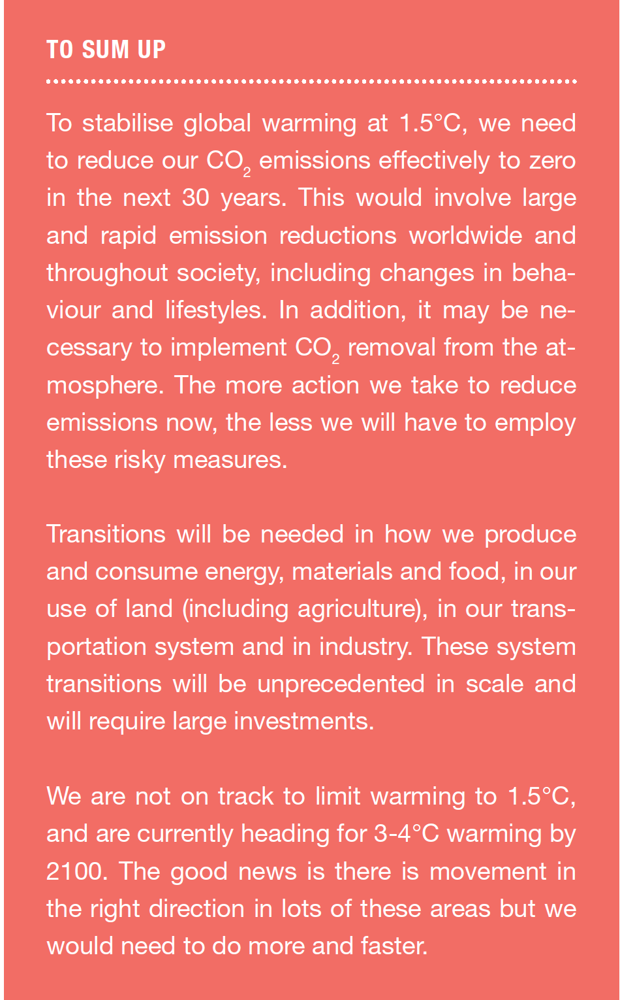 TO SUM UP
To stabilise global warming at 1.5°C, we need
to reduce our CO₂ emissions effectively to zero
in the next 30 years. This would involve large
and rapid emission reductions worldwide and
throughout society, including changes in beha-
viour and lifestyles. In addition, it may be ne-
cessary to implement CO₂ removal from the at-
mosphere. The more action we take to reduce
emissions now, the less we will have to employ
these risky measures.
Transitions will be needed in how we produce
and consume energy, materials and food, in our
use of land (including agriculture), in our trans-
portation system and in industry. These system
transitions will be unprecedented in scale and
will require large investments.
We are not on track to limit warming to 1.5°C,
and are currently heading for 3-4°C warming by
2100. The good news is there is movement in
the right direction in lots of these areas but we
would need to do more and faster.